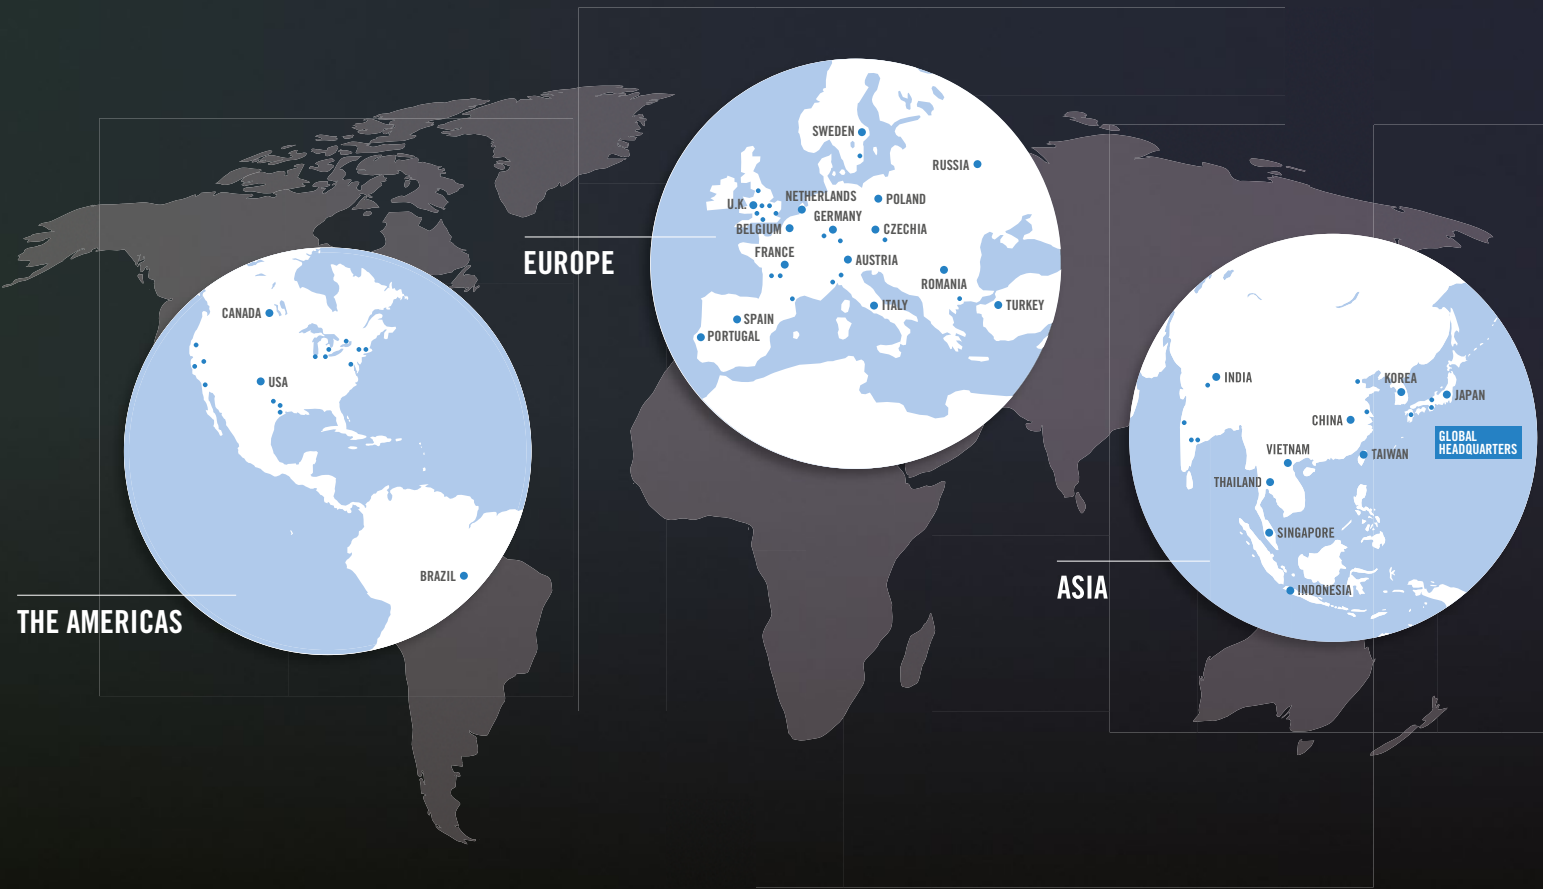 THE AMERICAS
CANADA
USA
BRAZIL
EUROPE
SWEDEN
RUSSIA
NETHERLANDS
POLAND
U.K.
GERMANY
BELGIUM
CZECHIA
FRANCE
AUSTRIA
ROMANIA
ITALY
TURKEY
SPAIN
PORTUGAL
ASIA
INDIA
KOREA
JAPAN
CHINA
GLOBAL
HEADQUARTERS
VIETNAM
TAIWAN
THAILAND
SINGAPORE
INDONESIA